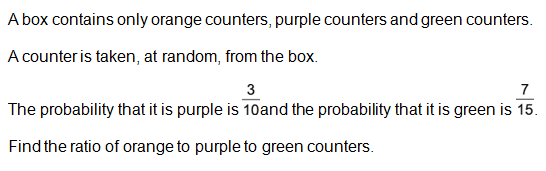 A box contains only orange counters, purple counters and green counters.
A counter is taken, at random, from the box.
The probability that it is purple is 3/10 and the probability that it is green is 7/15.
Find the ratio of orange to purple to green counters.